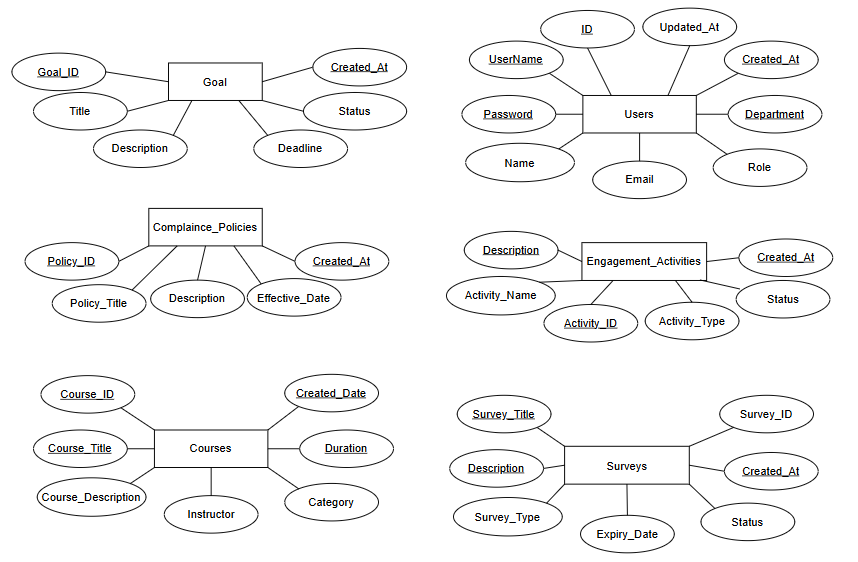 Goal
Goal_ID
Title
Description
Deadline
Status
Created_At
Users
ID
Updated_At
UserName
Created_At
Password
Department
Name
Role
Email
Complaince_Policies
Policy_ID
Policy_Title
Description
Effective_Date
Created_At
Engagement_Activities
Description
Activity_Name
Activity_ID
Activity_Type
Status
Created_At
Courses
Course_ID
Course_Title
Course_Description
Instructor
Category
Duration
Created_Date
Surveys
Survey_Title
Description
Survey_Type
Expiry_Date
Status
Created_At
Survey_ID